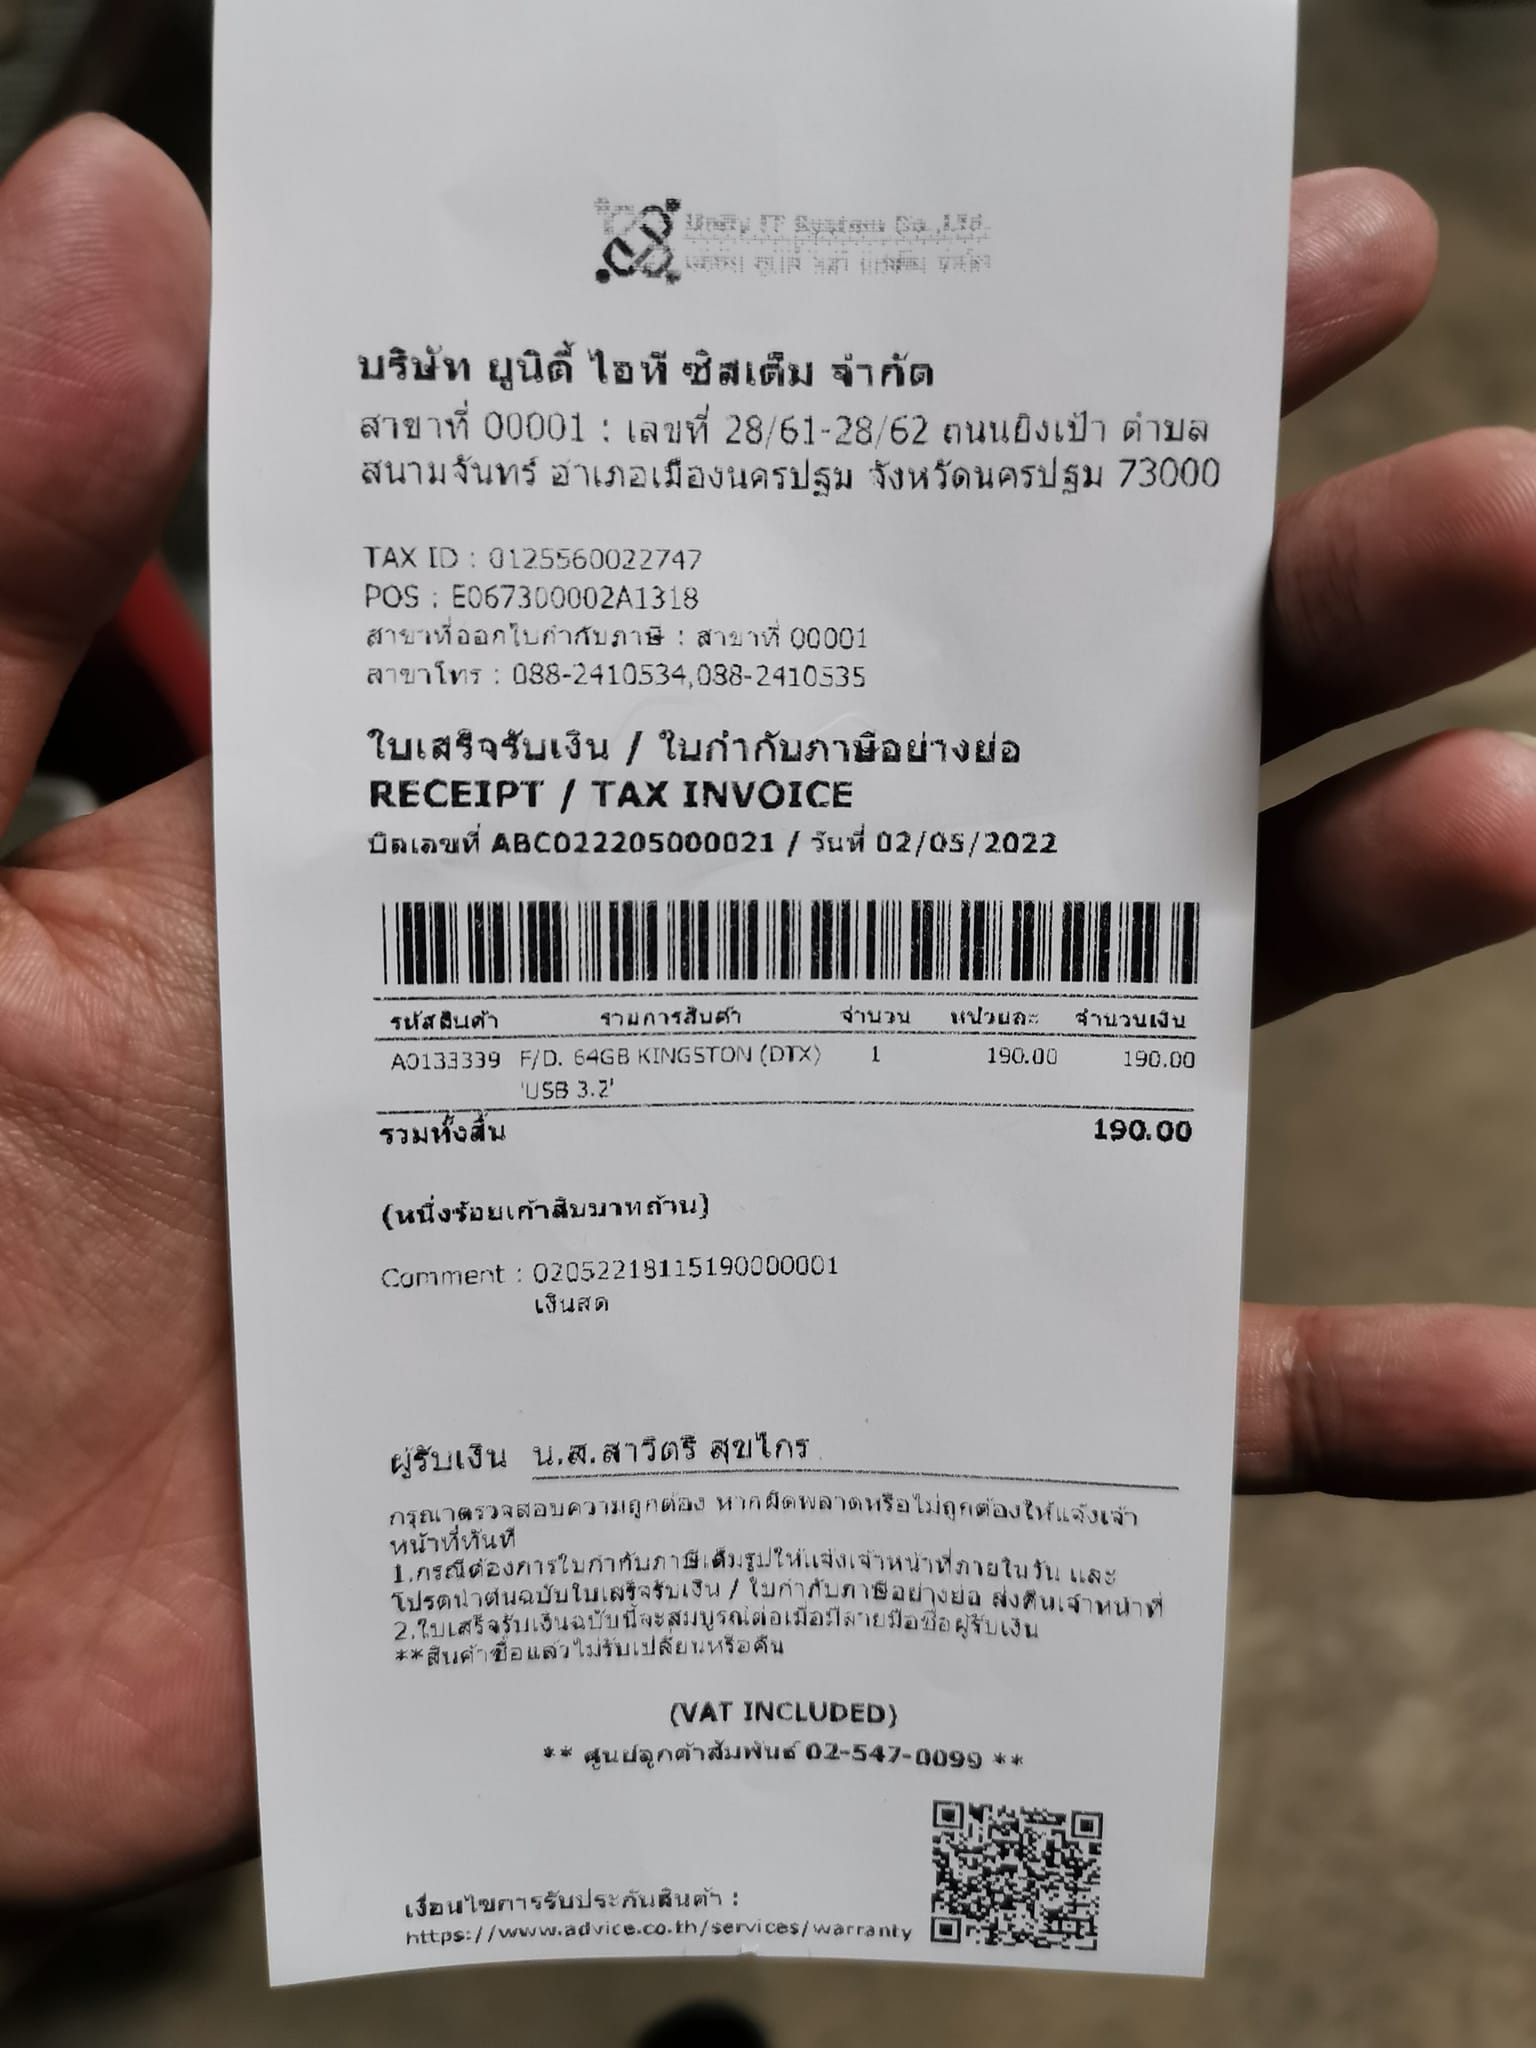 Unity IT System Co.,Ltd.
บริษัท ยูนิตี้ ไอที ซิสเต็ม จำกัด
สาขาที่ 00001 : เลขที่ 28/61-28/62 ถนนยิงเป้า ตำบล
สนามจันทร์ อำเภอเมืองนครปฐม จังหวัดนครปฐม 73000
TAX ID : 0125560022747
POS : E067300002A1318
สาขาที่ออกใบกำกับภาษี : สาขาที่ 00001
สาขาโทร : 088-2410534,088-2410535
ใบเสร็จรับเงิน / ใบกำกับภาษีอย่างย่อ
RECEIPT / TAX INVOICE
บิลเลขที่ ABC022205000021 / วันที่ 02/05/2022
รหัสสินค้า รายการสินค้า จำนวน หน่วยละ จำนวนเงิน
A0133339 F/D. 64GB KINGSTON (DTX) 1 190.00 190.00
'USB 3.2'
รวมทั้งสิ้น 190.00
(หนึ่งร้อยเก้าสิบบาทถ้วน)
Comment : 02052218115190000001
เงินสด
ผู้รับเงิน น.ส.สาวิตรี สุขไกร
กรุณาตรวจสอบความถูกต้อง หากผิดพลาดหรือไม่ถูกต้องให้แจ้งเจ้า
หน้าที่ทันที
1.กรณีต้องการใบกำกับภาษีเต็มรูปให้แจ้งเจ้าหน้าที่ภายในวัน และ
โปรดนำต้นฉบับใบเสร็จรับเงิน / ใบกำกับภาษีอย่างย่อ ส่งคืนเจ้าหน้าที่
2.ใบเสร็จรับเงินฉบับนี้จะสมบูรณ์ต่อเมื่อมีลายมือชื่อผู้รับเงิน
**สินค้าซื้อแล้วไม่รับเปลี่ยนหรือคืน
(VAT INCLUDED)
** ศูนย์ลูกค้าสัมพันธ์ 02-547-0099 **
เงื่อนไขการรับประกันสินค้า :
https://www.advice.co.th/services/warranty